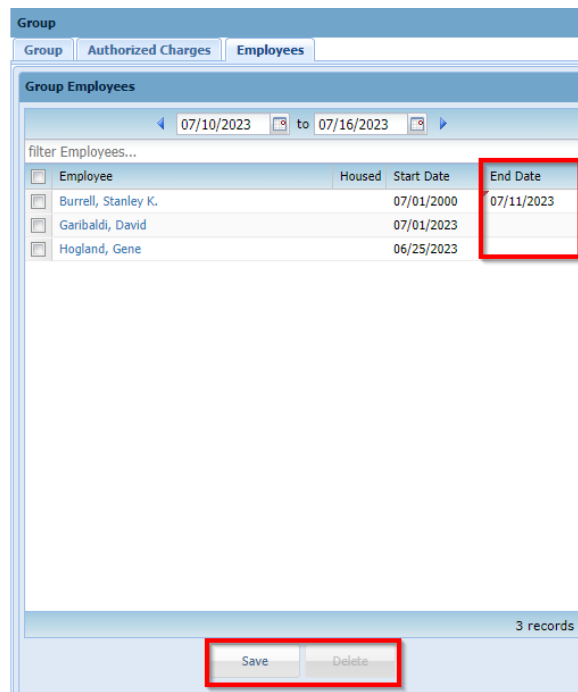 Group
Group Authorized Charges Employees
Group Employees
07/10/2023 to 07/16/2023
filter Employees...
Employee Housed Start Date End Date
Burrell, Stanley K. 07/01/2000 07/11/2023
Garibaldi, David 07/01/2023
Hogland, Gene 06/25/2023
3 records
Save Delete